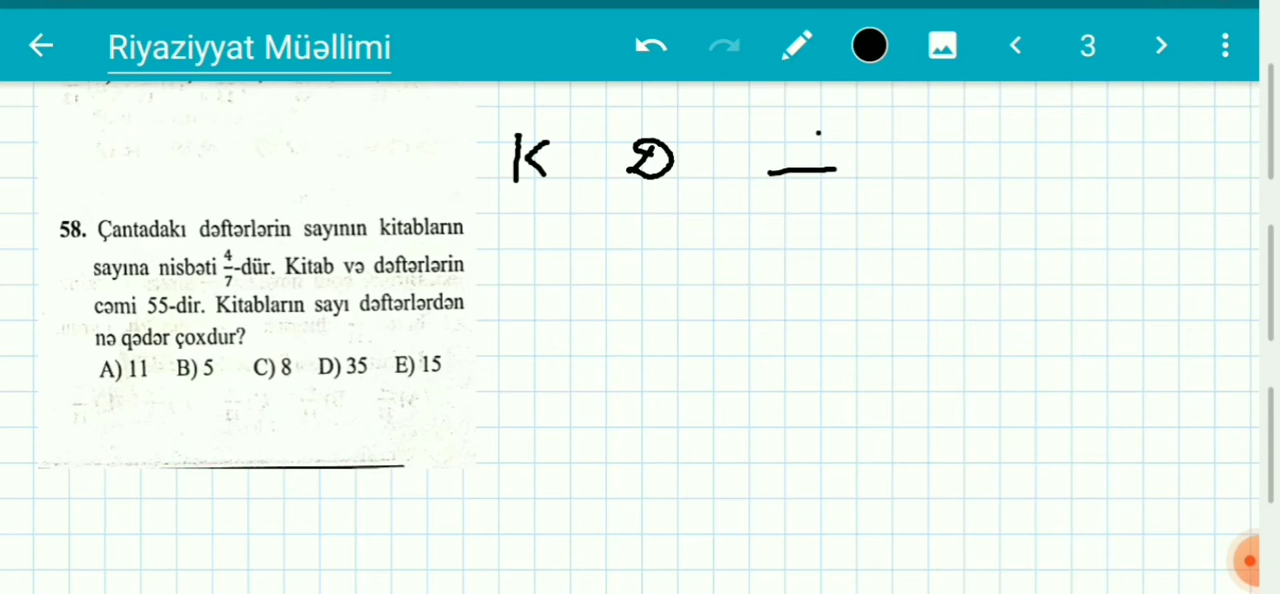 Riyaziyyat Müəllimi
3
K D
58. Çantadakı dəftərlərin sayının kitabların
sayına nisbəti 4/7-dür. Kitab və dəftərlərin
cəmi 55-dir. Kitabların sayı dəftərlərdən
nə qədər çoxdur?
A) 11 B) 5 C) 8 D) 35 E) 15